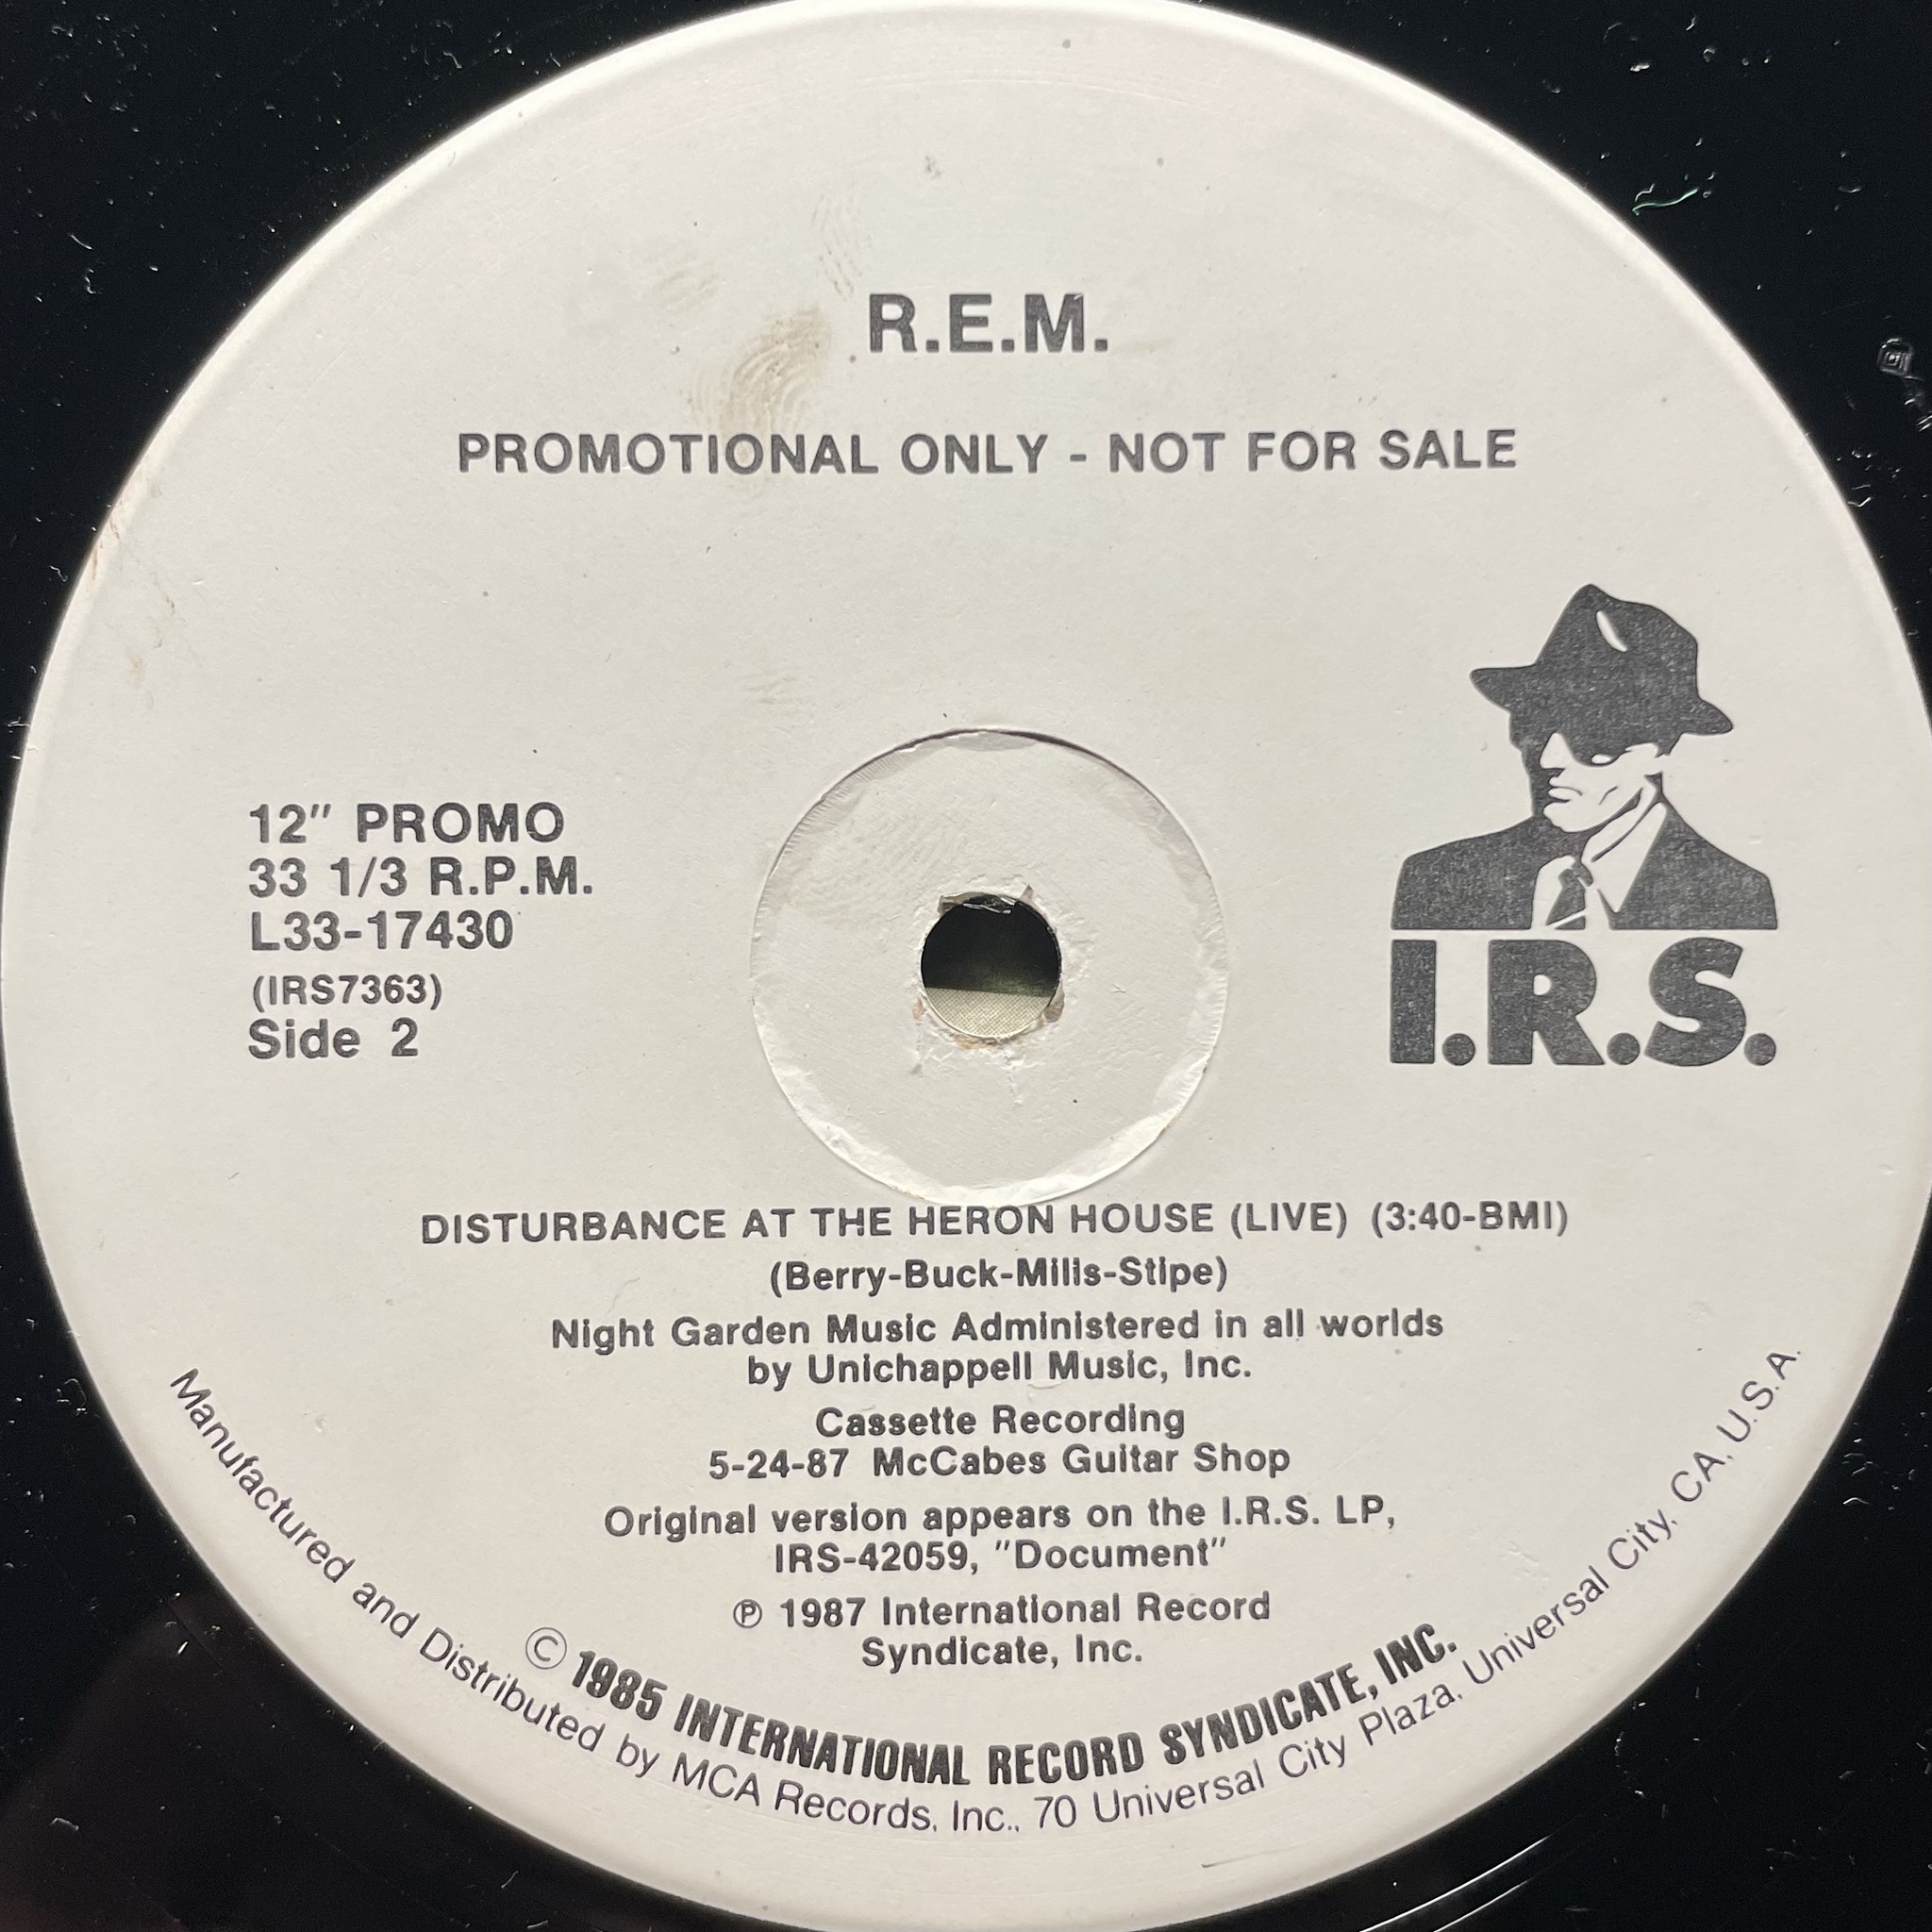 R.E.M.
PROMOTIONAL ONLY - NOT FOR SALE
12" PROMO
33 1/3 R.P.M.
L33-17430
(IRS7363)
Side 2
I.R.S.
DISTURBANCE AT THE HERON HOUSE (LIVE) (3:40-BMI)
(Berry-Buck-Mills-Stipe)
Night Garden Music Administered in all worlds
by Unichappell Music, Inc.
Cassette Recording
5-24-87 McCabes Guitar Shop
Original version appears on the I.R.S. LP,
IRS-42059, "Document"
℗ 1987 International Record
Syndicate, Inc.
© 1985 INTERNATIONAL RECORD SYNDICATE, INC.
Manufactured and Distributed by MCA Records, Inc., 70 Universal City Plaza, Universal City, CA, U.S.A.